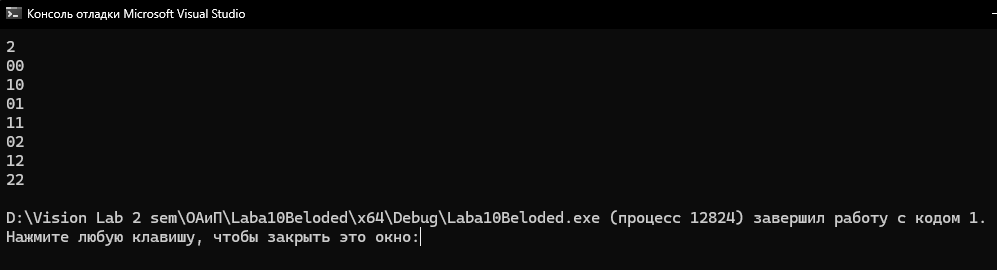 Консоль отладки Microsoft Visual Studio
2
00
10
01
11
02
12
22
D:\Vision Lab 2 sem\ОАиП\Laba10Beloded\x64\Debug\Laba10Beloded.exe (процесс 12824) завершил работу с кодом 1.
Нажмите любую клавишу, чтобы закрыть это окно: